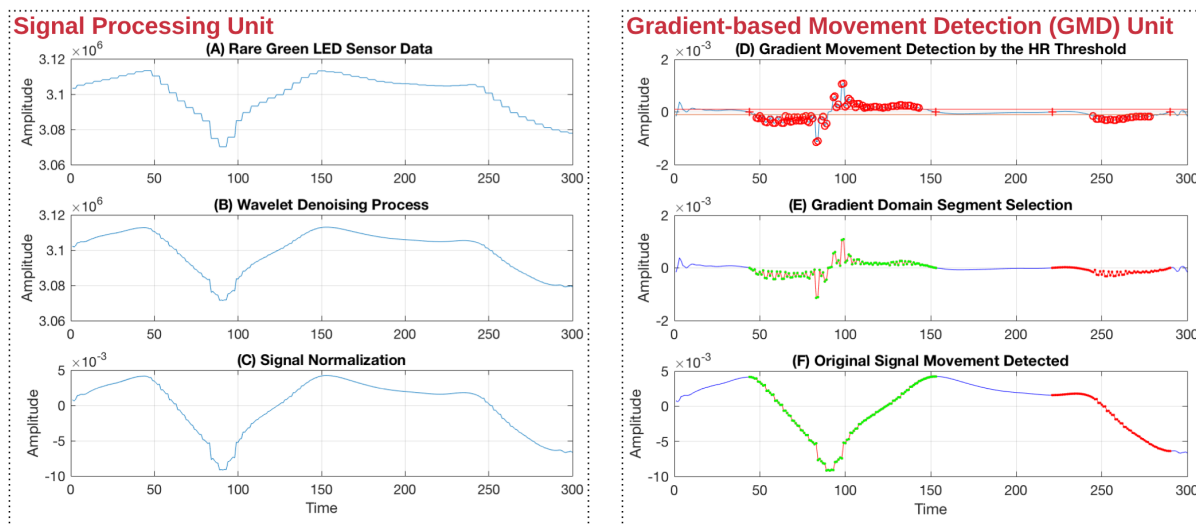 Signal Processing Unit
(A) Rare Green LED Sensor Data
×10⁶
3.12
3.1
3.08
3.06
Amplitude
0 50 100 150 200 250 300
(B) Wavelet Denoising Process
×10⁶
3.12
3.1
3.08
3.06
Amplitude
0 50 100 150 200 250 300
(C) Signal Normalization
×10⁻³
5
0
-5
-10
Amplitude
0 50 100 150 200 250 300
Time
Gradient-based Movement Detection (GMD) Unit
(D) Gradient Movement Detection by the HR Threshold
×10⁻³
2
0
-2
Amplitude
0 50 100 150 200 250 300
(E) Gradient Domain Segment Selection
×10⁻³
2
0
-2
Amplitude
0 50 100 150 200 250 300
(F) Original Signal Movement Detected
×10⁻³
5
0
-5
-10
Amplitude
0 50 100 150 200 250 300
Time